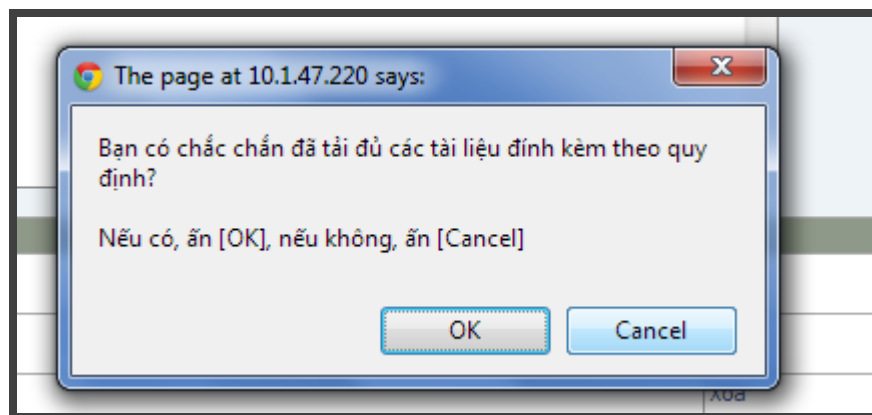 The page at 10.1.47.220 says:
Bạn có chắc chắn đã tải đủ các tài liệu đính kèm theo quy
định?
Nếu có, ấn [OK], nếu không, ấn [Cancel]
OK Cancel
Xóa